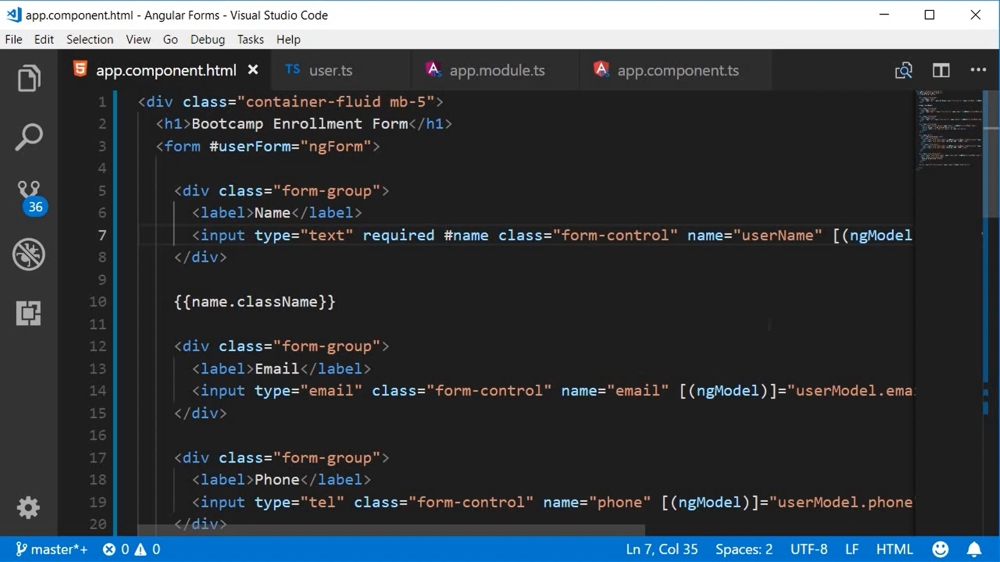 app.component.html - Angular Forms - Visual Studio Code
File Edit Selection View Go Debug Tasks Help
app.component.html TS user.ts app.module.ts app.component.ts
1 <div class="container-fluid mb-5">
2 <h1>Bootcamp Enrollment Form</h1>
3 <form #userForm="ngForm">
4
5 <div class="form-group">
6 <label>Name</label>
7 <input type="text" required #name class="form-control" name="userName" [(ngModel
8 </div>
9
10 {{name.className}}
11
12 <div class="form-group">
13 <label>Email</label>
14 <input type="email" class="form-control" name="email" [(ngModel)]="userModel.ema
15 </div>
16
17 <div class="form-group">
18 <label>Phone</label>
19 <input type="tel" class="form-control" name="phone" [(ngModel)]="userModel.phone
20 </div>
36
master*+ 0 0 Ln 7, Col 35 Spaces: 2 UTF-8 LF HTML